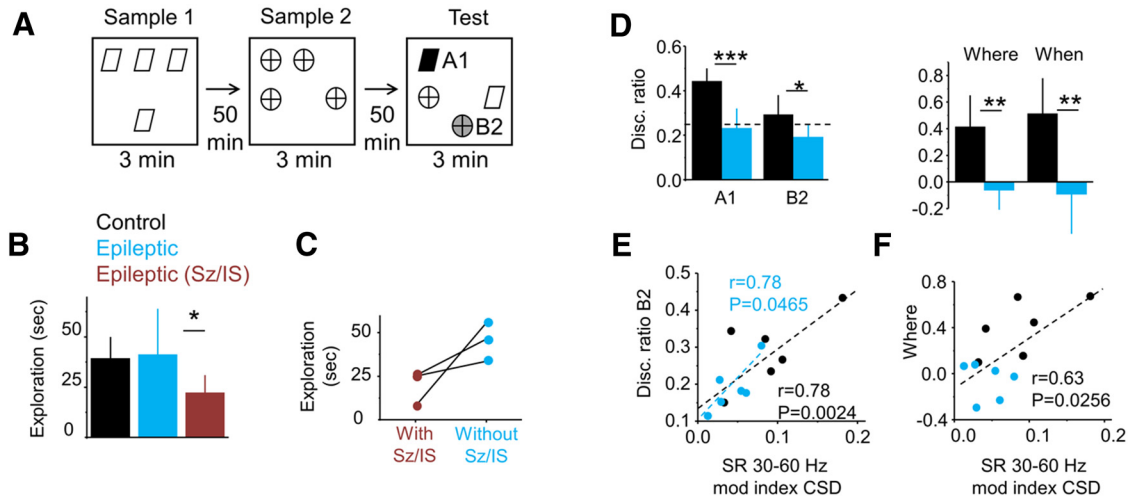 A
Sample 1
Sample 2
Test
A1
B2
50
min
50
min
3 min
3 min
3 min
B
Control
Epileptic
Epileptic (Sz/IS)
Exploration (sec)
50
25
0
*
C
Exploration
(sec)
50
25
0
With
Sz/IS
Without
Sz/IS
D
Disc. ratio
0.6
0.4
0.2
0.0
***
*
A1
B2
Where
When
0.8
0.6
0.4
0.2
0.0
-0.2
**
**
E
Disc. ratio B2
0.5
0.4
0.3
0.2
0.1
r=0.78
P=0.0465
r=0.78
P=0.0024
0.0
0.1
0.2
SR 30-60 Hz
mod index CSD
F
Where
0.8
0.4
0.0
-0.4
r=0.63
P=0.0256
0.0
0.1
0.2
SR 30-60 Hz
mod index CSD